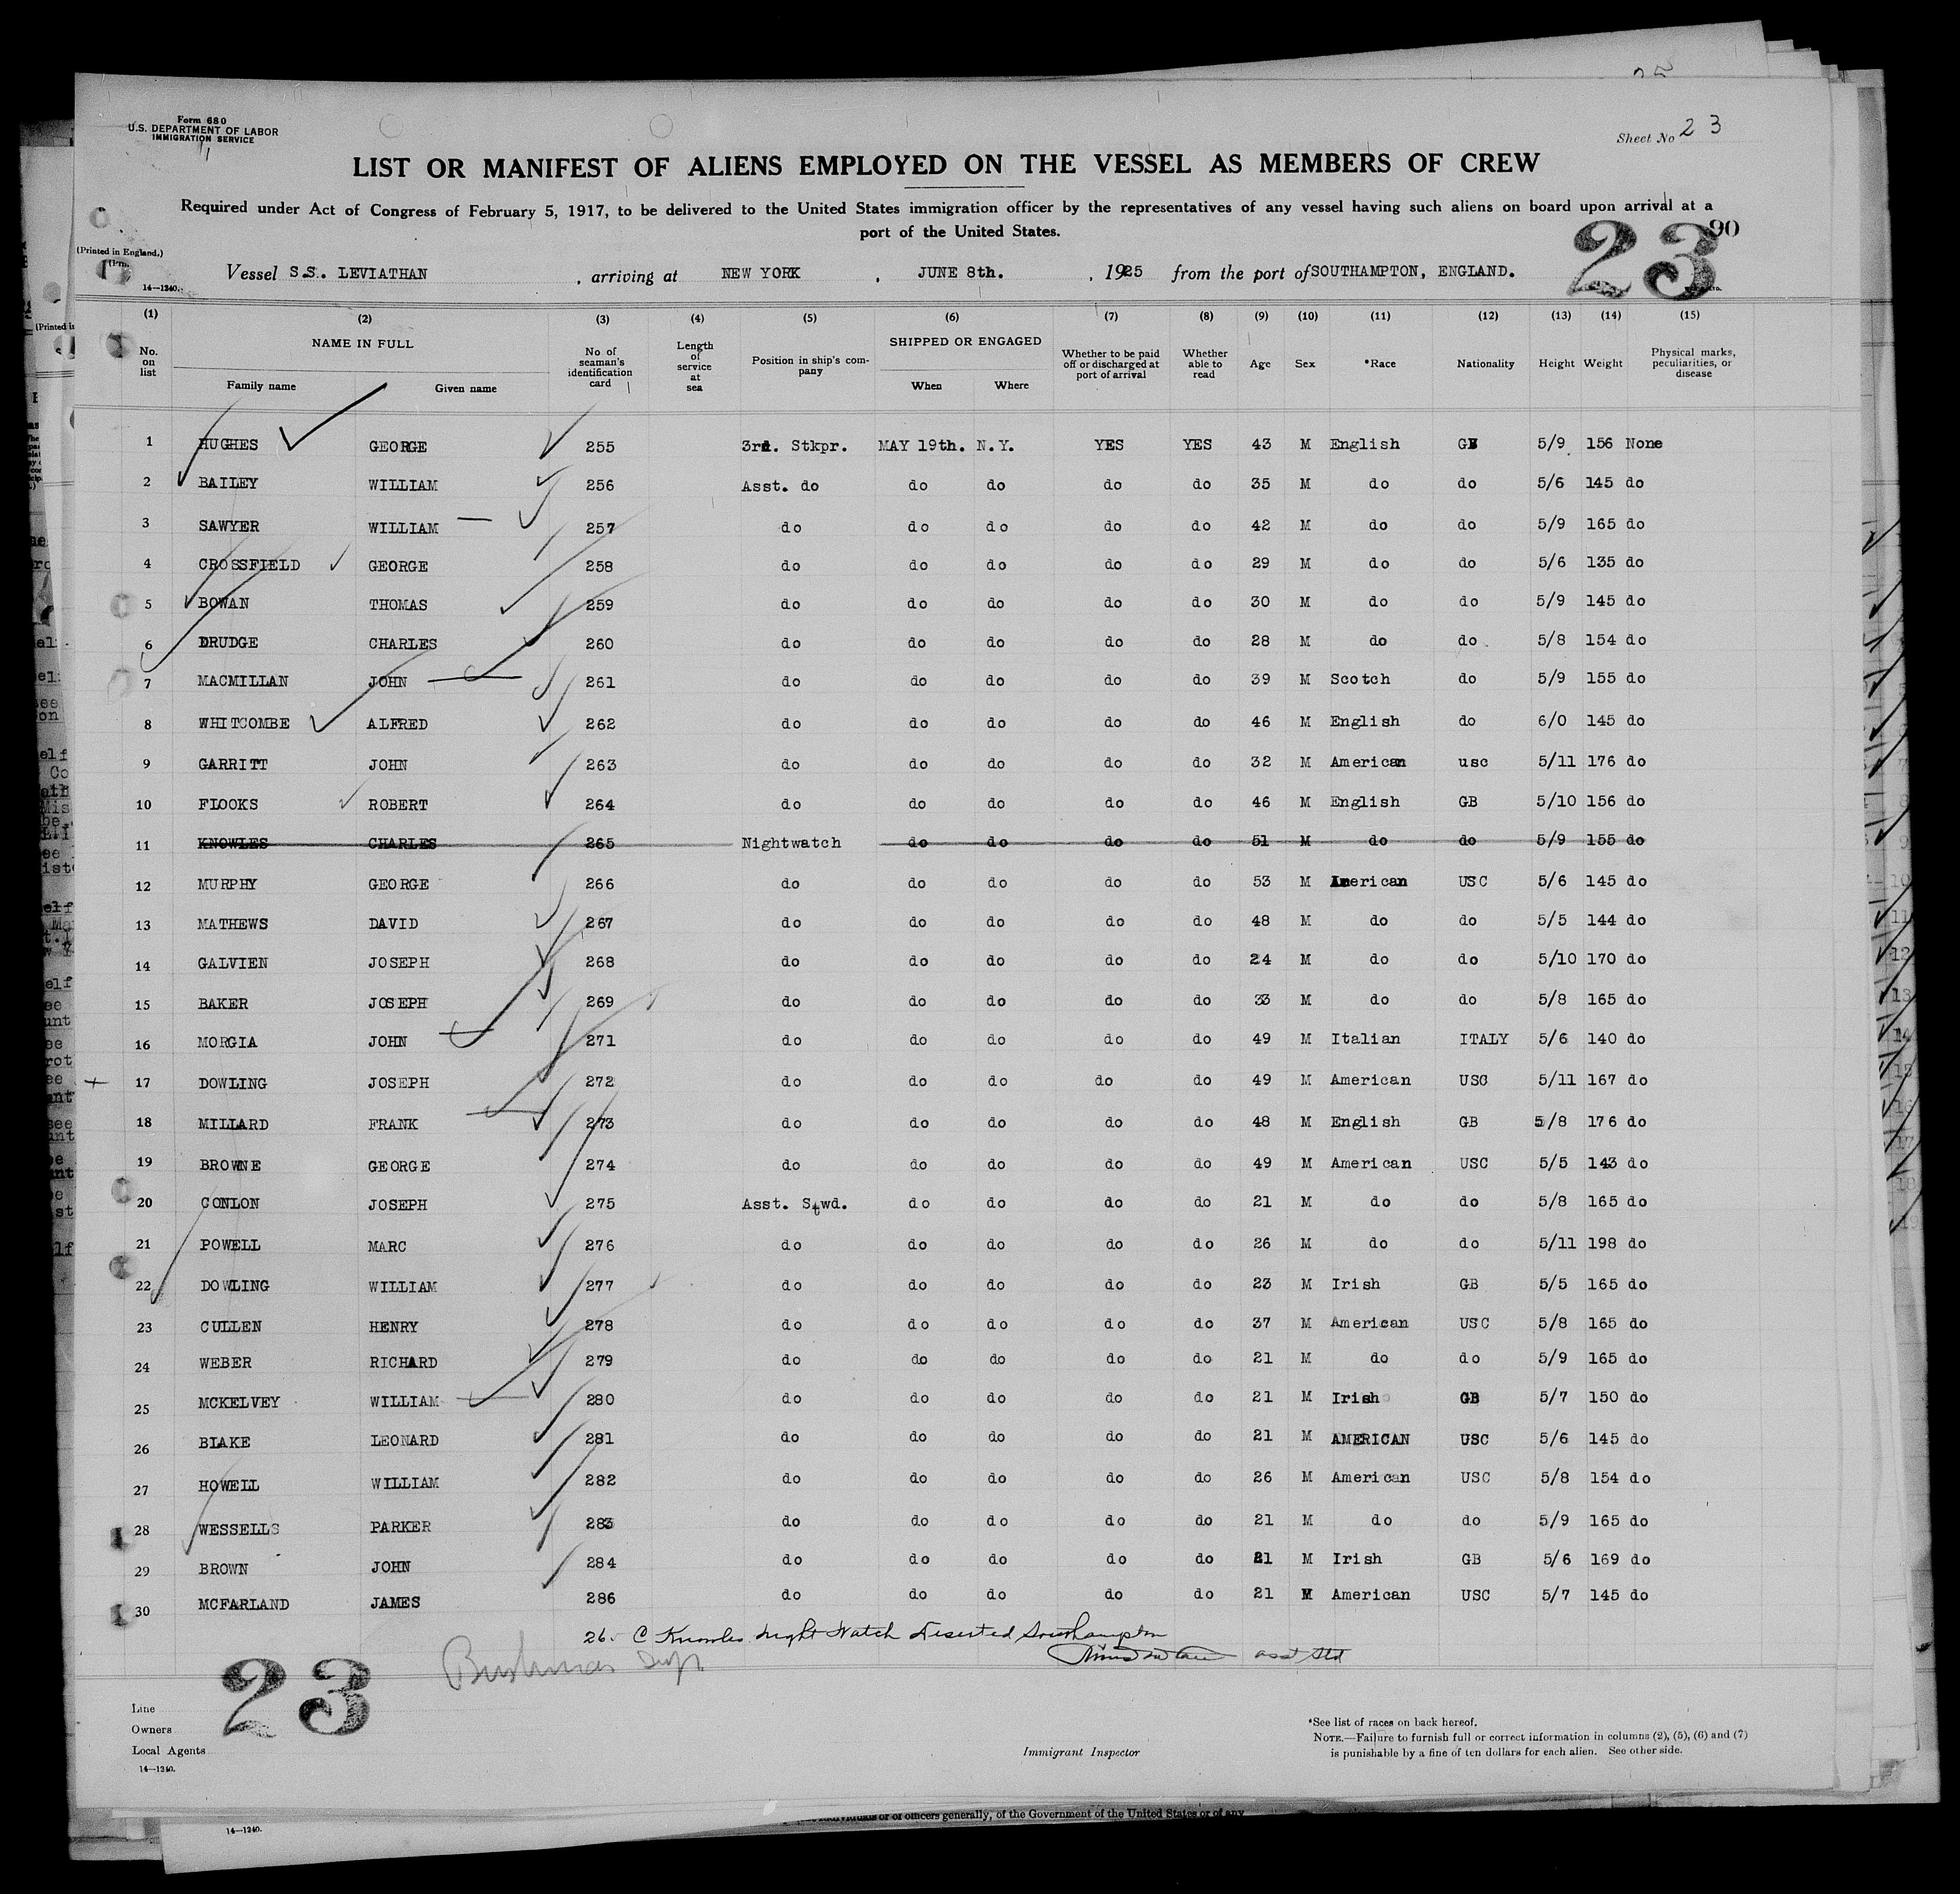 Form 680
U.S. DEPARTMENT OF LABOR
IMMIGRATION SERVICE
Sheet No 23
LIST OR MANIFEST OF ALIENS EMPLOYED ON THE VESSEL AS MEMBERS OF CREW
Required under Act of Congress of February 5, 1917, to be delivered to the United States immigration officer by the representatives of any vessel having such aliens on board upon arrival at a
port of the United States.
23 90
(Printed in England.)
14—1240.
Vessel S.S. LEVIATHAN, arriving at NEW YORK, JUNE 8th., 1925 from the port of SOUTHAMPTON, ENGLAND.
(1) (2) (3) (4) (5) (6) (7) (8) (9) (10) (11) (12) (13) (14) (15)
No. on list NAME IN FULL Family name Given name No. of seaman's identification card Length of service at sea Position in ship's company SHIPPED OR ENGAGED When Where Whether to be paid off or discharged at port of arrival Whether able to read Age Sex *Race Nationality Height Weight Physical marks, peculiarities, or disease
1 HUGHES GEORGE 255 3rd. Stkpr. MAY 19th. N.Y. YES YES 43 M English GB 5/9 156 None
2 BAILEY WILLIAM 256 Asst. do do do do do 35 M do do 5/6 145 do
3 SAWYER WILLIAM 257 do do do do do 42 M do do 5/9 165 do
4 CROSSFIELD GEORGE 258 do do do do do 29 M do do 5/6 135 do
5 BOWAN THOMAS 259 do do do do do 30 M do do 5/9 145 do
6 DRUDGE CHARLES 260 do do do do do 28 M do do 5/8 154 do
7 MACMILLAN JOHN 261 do do do do do 39 M Scotch do 5/9 155 do
8 WHITCOMBE ALFRED 262 do do do do do 46 M English do 6/0 145 do
9 GARRITT JOHN 263 do do do do do 32 M American usc 5/11 176 do
10 FLOOKS ROBERT 264 do do do do do 46 M English GB 5/10 156 do
11 KNOWLES CHARLES 265 Nightwatch do do do do 51 M do do 5/9 155 do
12 MURPHY GEORGE 266 do do do do do 53 M American USC 5/6 145 do
13 MATHEWS DAVID 267 do do do do do 48 M do do 5/5 144 do
14 GALVIEN JOSEPH 268 do do do do do 24 M do do 5/10 170 do
15 BAKER JOSEPH 269 do do do do do 33 M do do 5/8 165 do
16 MORGIA JOHN 271 do do do do do 49 M Italian ITALY 5/6 140 do
17 DOWLING JOSEPH 272 do do do do do 49 M American USC 5/11 167 do
18 MILLARD FRANK 273 do do do do do 48 M English GB 5/8 176 do
19 BROWNE GEORGE 274 do do do do do 49 M American USC 5/5 143 do
20 CONLON JOSEPH 275 Asst. Stwd. do do do do 21 M do do 5/8 165 do
21 POWELL MARC 276 do do do do do 26 M do do 5/11 198 do
22 DOWLING WILLIAM 277 do do do do do 23 M Irish GB 5/5 165 do
23 CULLEN HENRY 278 do do do do do 37 M American USC 5/8 165 do
24 WEBER RICHARD 279 do do do do do 21 M do do 5/9 165 do
25 MCKELVEY WILLIAM 280 do do do do do 21 M Irish GB 5/7 150 do
26 BLAKE LEONARD 281 do do do do do 21 M AMERICAN USC 5/6 145 do
27 HOWELL WILLIAM 282 do do do do do 26 M American USC 5/8 154 do
28 WESSELLS PARKER 283 do do do do do 21 M do do 5/9 165 do
29 BROWN JOHN 284 do do do do do 21 M Irish GB 5/6 169 do
30 MCFARLAND JAMES 286 do do do do do 21 M American USC 5/7 145 do
26. C Knowles Night Watch Deserted Southampton
asst Std
23
Line
Owners
Local Agents
14—1240.
Immigrant Inspector
*See list of races on back hereof.
NOTE.—Failure to furnish full or correct information in columns (2), (5), (6) and (7)
is punishable by a fine of ten dollars for each alien. See other side.
of officers generally, of the Government of the United States or of any
14—1240.